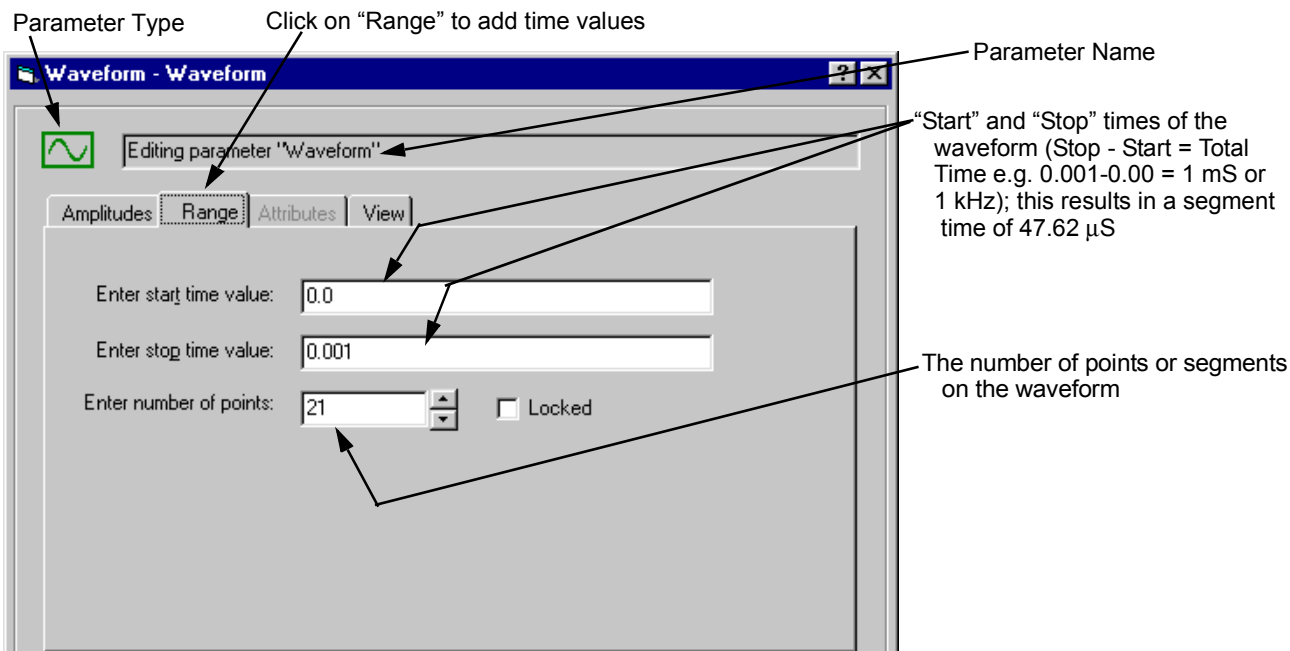 Parameter Type
Click on “Range” to add time values
Waveform - Waveform
Parameter Name
Editing parameter "Waveform"
“Start” and “Stop” times of the
waveform (Stop - Start = Total
Time e.g. 0.001-0.00 = 1 mS or
1 kHz); this results in a segment
time of 47.62 μS
Amplitudes Range Attributes View
Enter start time value: 0.0
Enter stop time value: 0.001
Enter number of points: 21 Locked
The number of points or segments
on the waveform